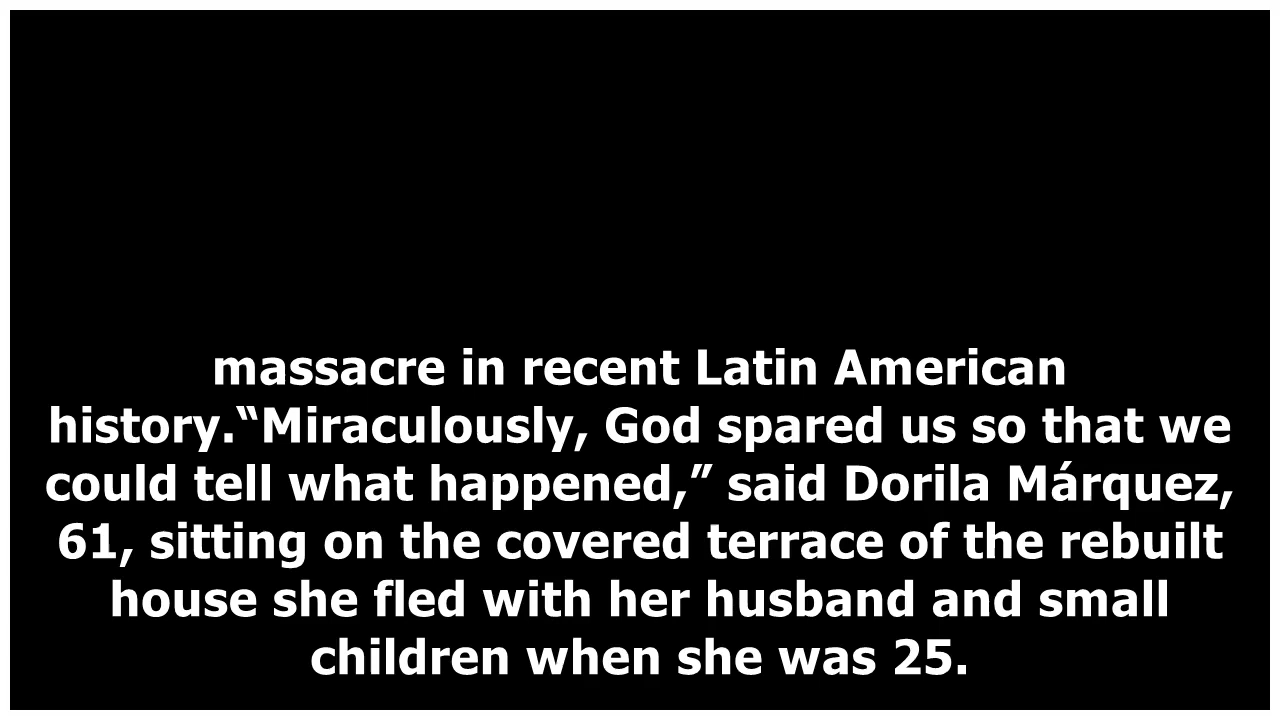 massacre in recent Latin American
history.“Miraculously, God spared us so that we
could tell what happened,” said Dorila Márquez,
61, sitting on the covered terrace of the rebuilt
house she fled with her husband and small
children when she was 25.